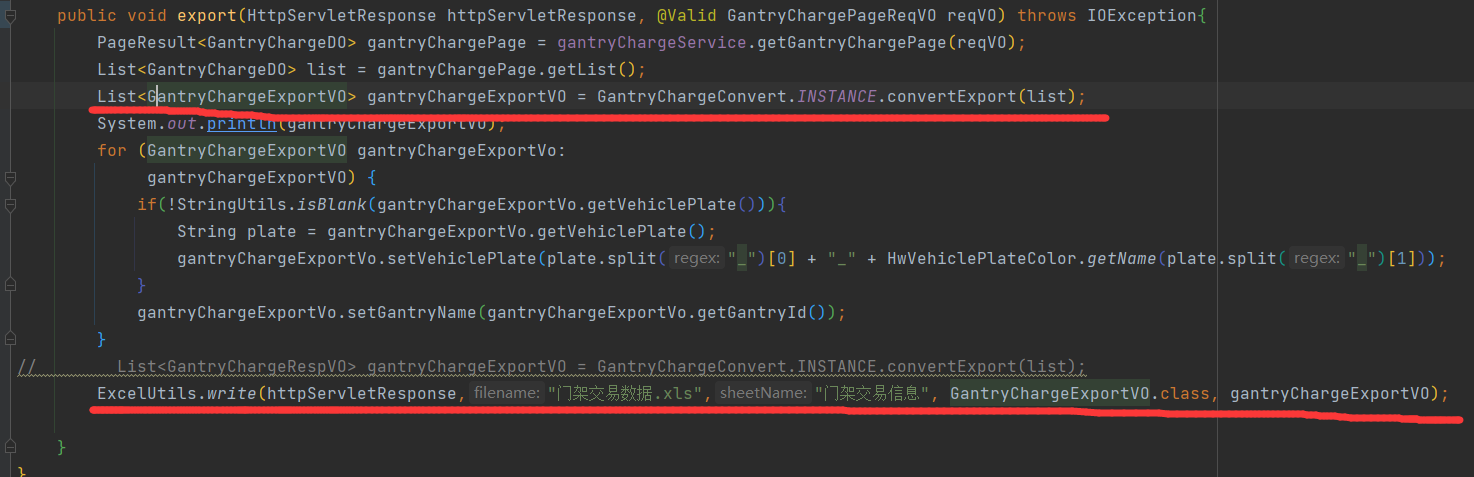 public void export(HttpServletResponse httpServletResponse, @Valid GantryChargePageReqVO reqVO) throws IOException{
PageResult<GantryChargeDO> gantryChargePage = gantryChargeService.getGantryChargePage(reqVO);
List<GantryChargeDO> list = gantryChargePage.getList();
List<GantryChargeExportVO> gantryChargeExportVO = GantryChargeConvert.INSTANCE.convertExport(list);
System.out.println(gantryChargeExportVO);
for (GantryChargeExportVO gantryChargeExportVo:
gantryChargeExportVO) {
if(!StringUtils.isBlank(gantryChargeExportVo.getVehiclePlate())){
String plate = gantryChargeExportVo.getVehiclePlate();
gantryChargeExportVo.setVehiclePlate(plate.split( regex: "_")[0] + "_" + HwVehiclePlateColor.getName(plate.split( regex: "_")[1]));
}
gantryChargeExportVo.setGantryName(gantryChargeExportVo.getGantryId());
}
// List<GantryChargeRespVO> gantryChargeExportVO = GantryChargeConvert.INSTANCE.convertExport(list);
ExcelUtils.write(httpServletResponse, filename: "门架交易数据.xls", sheetName: "门架交易信息", GantryChargeExportVO.class, gantryChargeExportVO);
}
}